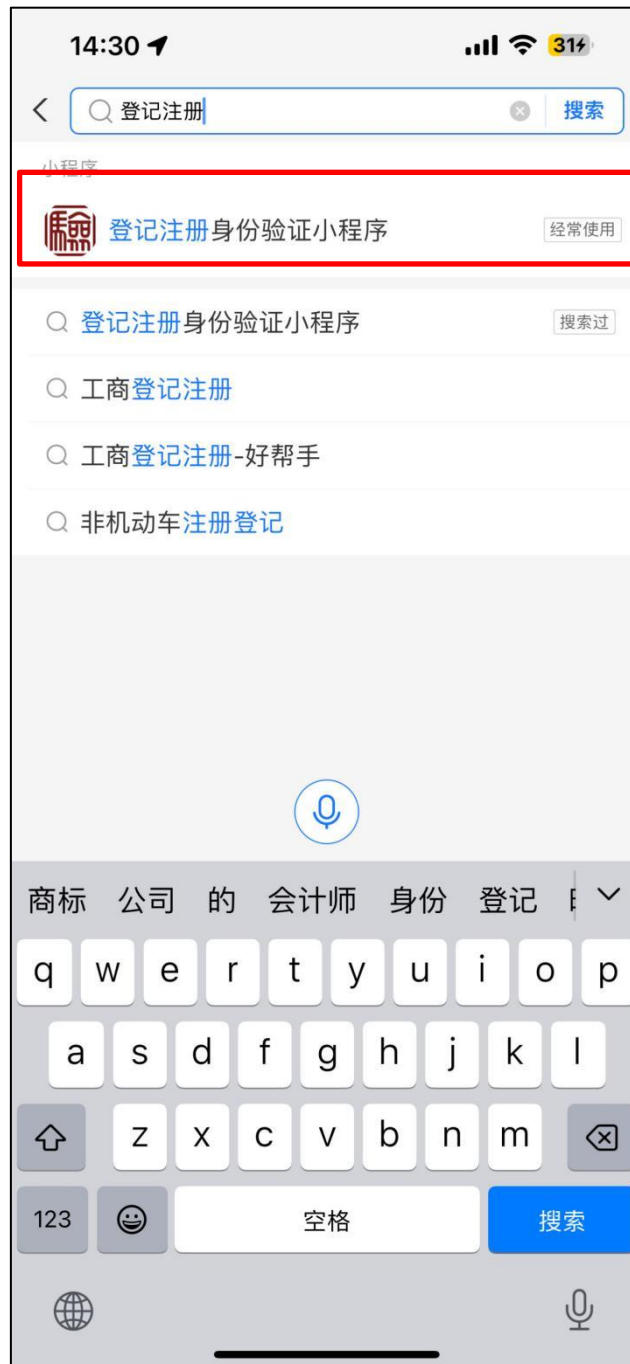 14:30
31
登记注册
搜索
小程序
登记注册身份验证小程序
经常使用
登记注册身份验证小程序
搜索过
工商登记注册
工商登记注册-好帮手
非机动车注册登记
商标 公司 的 会计师 身份 登记
q w e r t y u i o p
a s d f g h j k l
z x c v b n m
123 空格 搜索